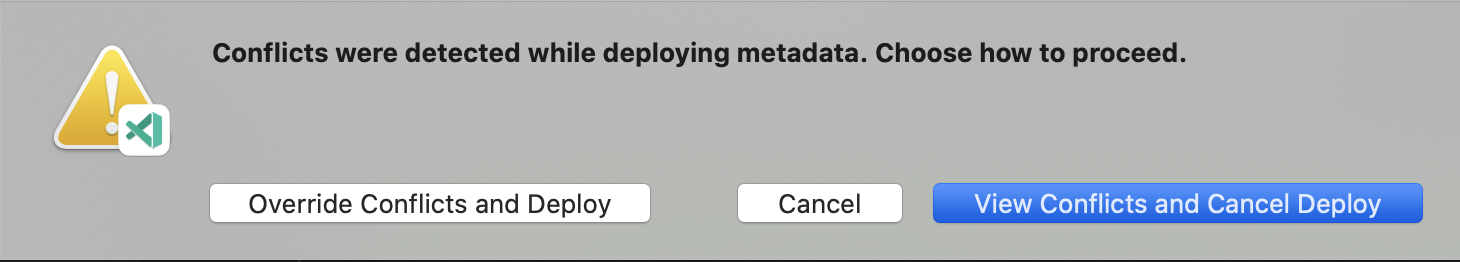 Conflicts were detected while deploying metadata. Choose how to proceed.
Override Conflicts and Deploy
Cancel
View Conflicts and Cancel Deploy